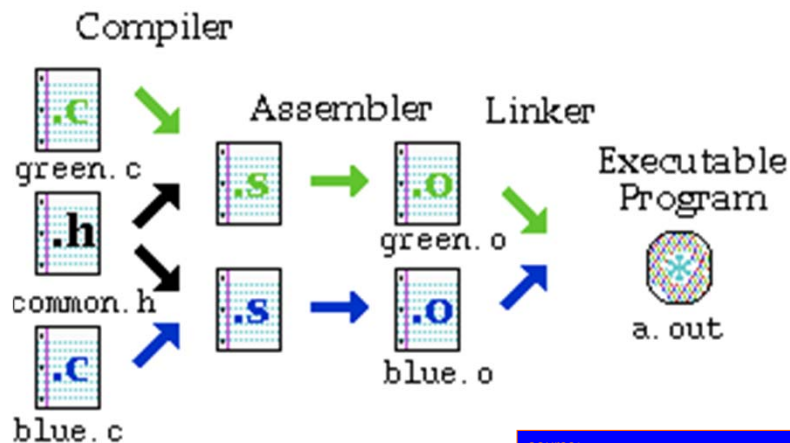 Compiler
Assembler
Linker
Executable
Program
.c
green.c
.h
common.h
.c
blue.c
.s
.s
.o
green.o
.o
blue.o
a.out